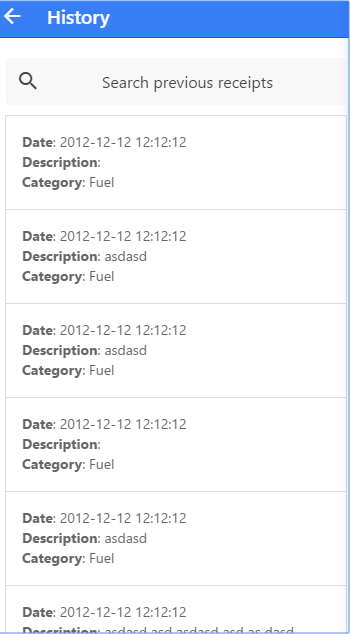 History
Search previous receipts
Date: 2012-12-12 12:12:12
Description:
Category: Fuel
Date: 2012-12-12 12:12:12
Description: asdasd
Category: Fuel
Date: 2012-12-12 12:12:12
Description: asdasd
Category: Fuel
Date: 2012-12-12 12:12:12
Description:
Category: Fuel
Date: 2012-12-12 12:12:12
Description: asdasd
Category: Fuel
Date: 2012-12-12 12:12:12
Description: asdasd asd asdasd asd as dasd